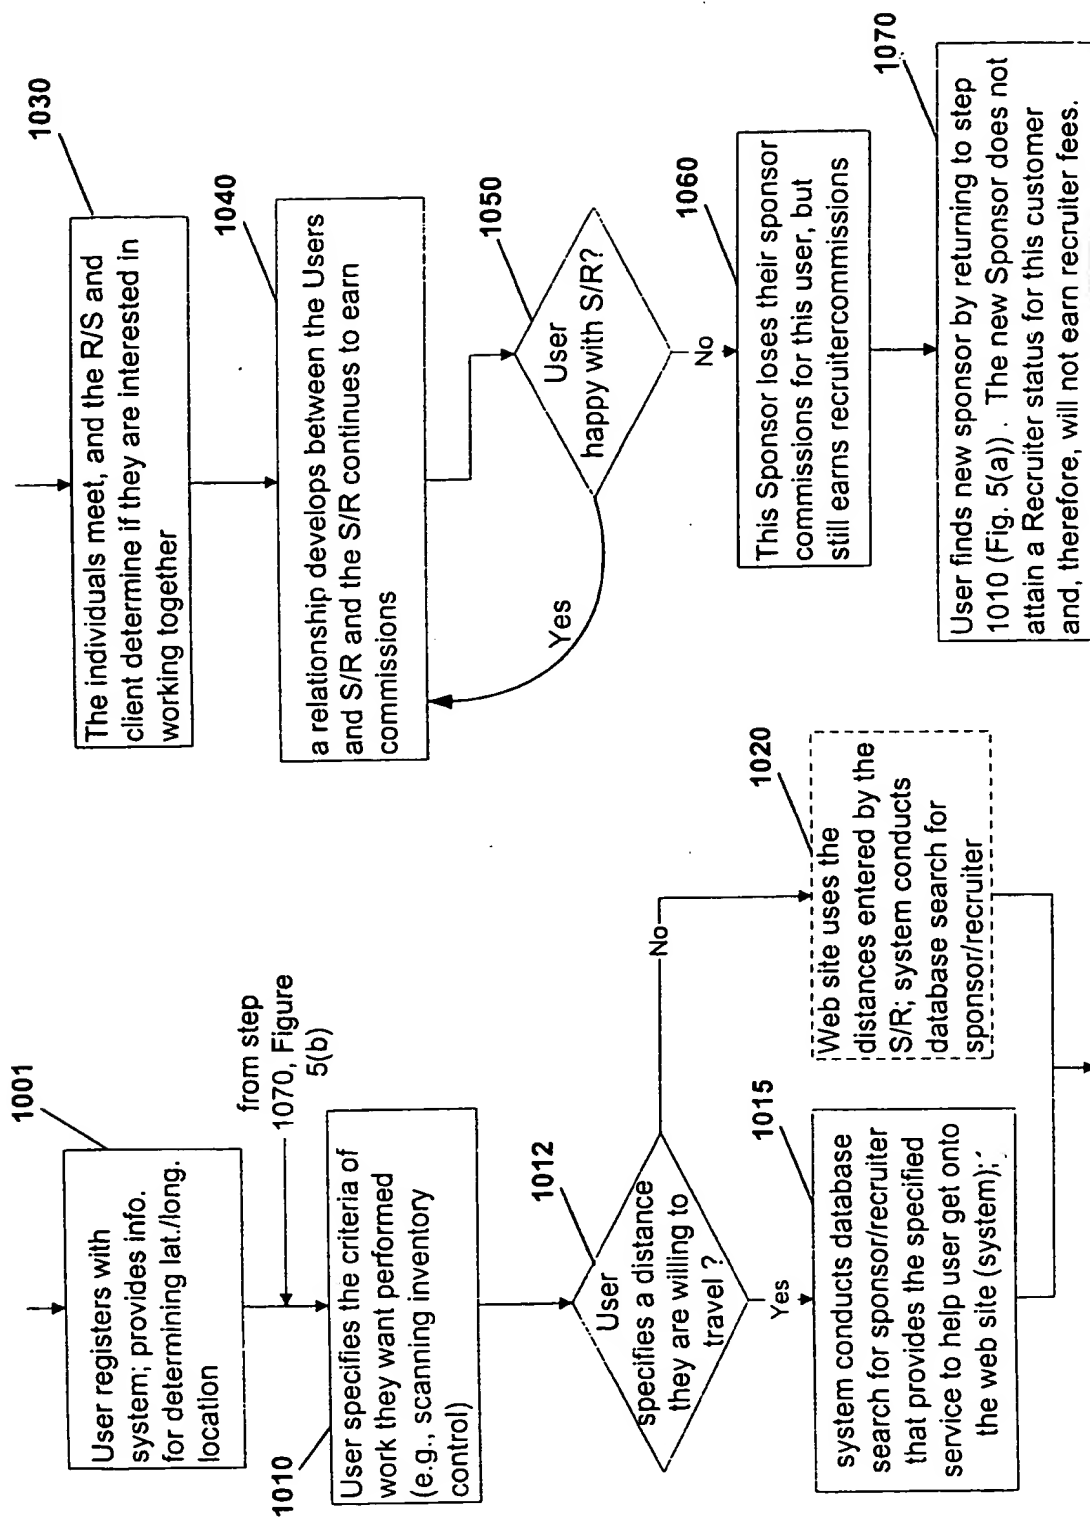 1001
User registers with
system; provides info.
for determining lat./long.
location
from step
1070, Figure
5(b)
1010
User specifies the criteria of
work they want performed
(e.g., scanning inventory
control)
1012
User
specifies a distance
they are willing to
travel ?
Yes
No
1015
system conducts database
search for sponsor/recruiter
that provides the specified
service to help user get onto
the web site (system);
1020
Web site uses the
distances entered by the
S/R; system conducts
database search for
sponsor/recruiter
1030
The individuals meet, and the R/S and
client determine if they are interested in
working together
1040
a relationship develops between the Users
and S/R and the S/R continues to earn
commissions
1050
User
happy with S/R?
Yes
No
1060
This Sponsor loses their sponsor
commissions for this user, but
still earns recruitercommissions
1070
User finds new sponsor by returning to step
1010 (Fig. 5(a)) . The new Sponsor does not
attain a Recruiter status for this customer
and, therefore, will not earn recruiter fees.